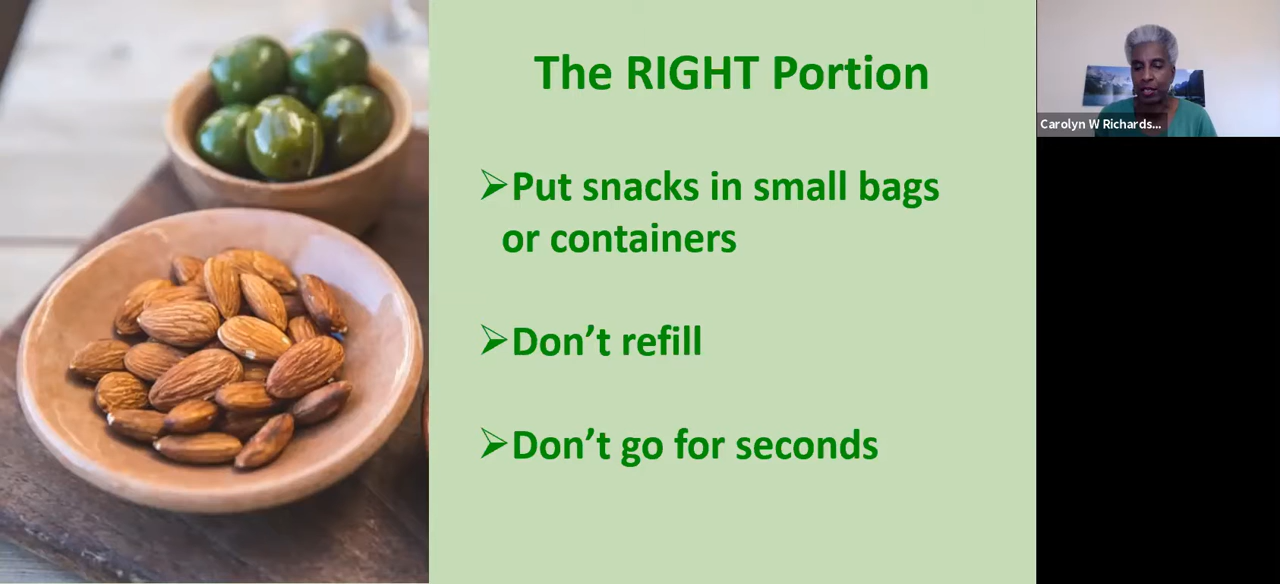 The RIGHT Portion
➢Put snacks in small bags
or containers
➢Don’t refill
➢Don’t go for seconds
Carolyn W Richards...